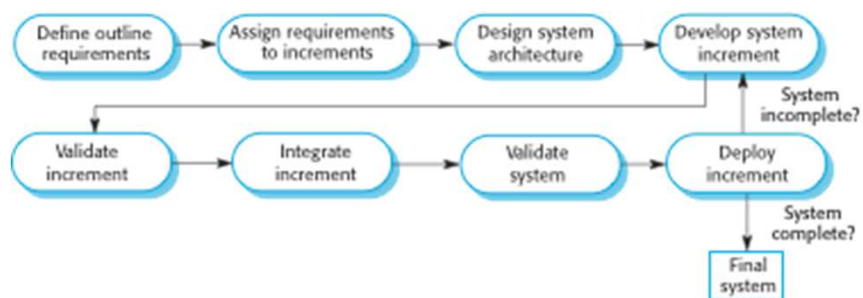 Define outline
requirements
Assign requirements
to increments
Design system
architecture
Develop system
increment
System
incomplete?
Validate
increment
Integrate
increment
Validate
system
Deploy
increment
System
complete?
Final
system